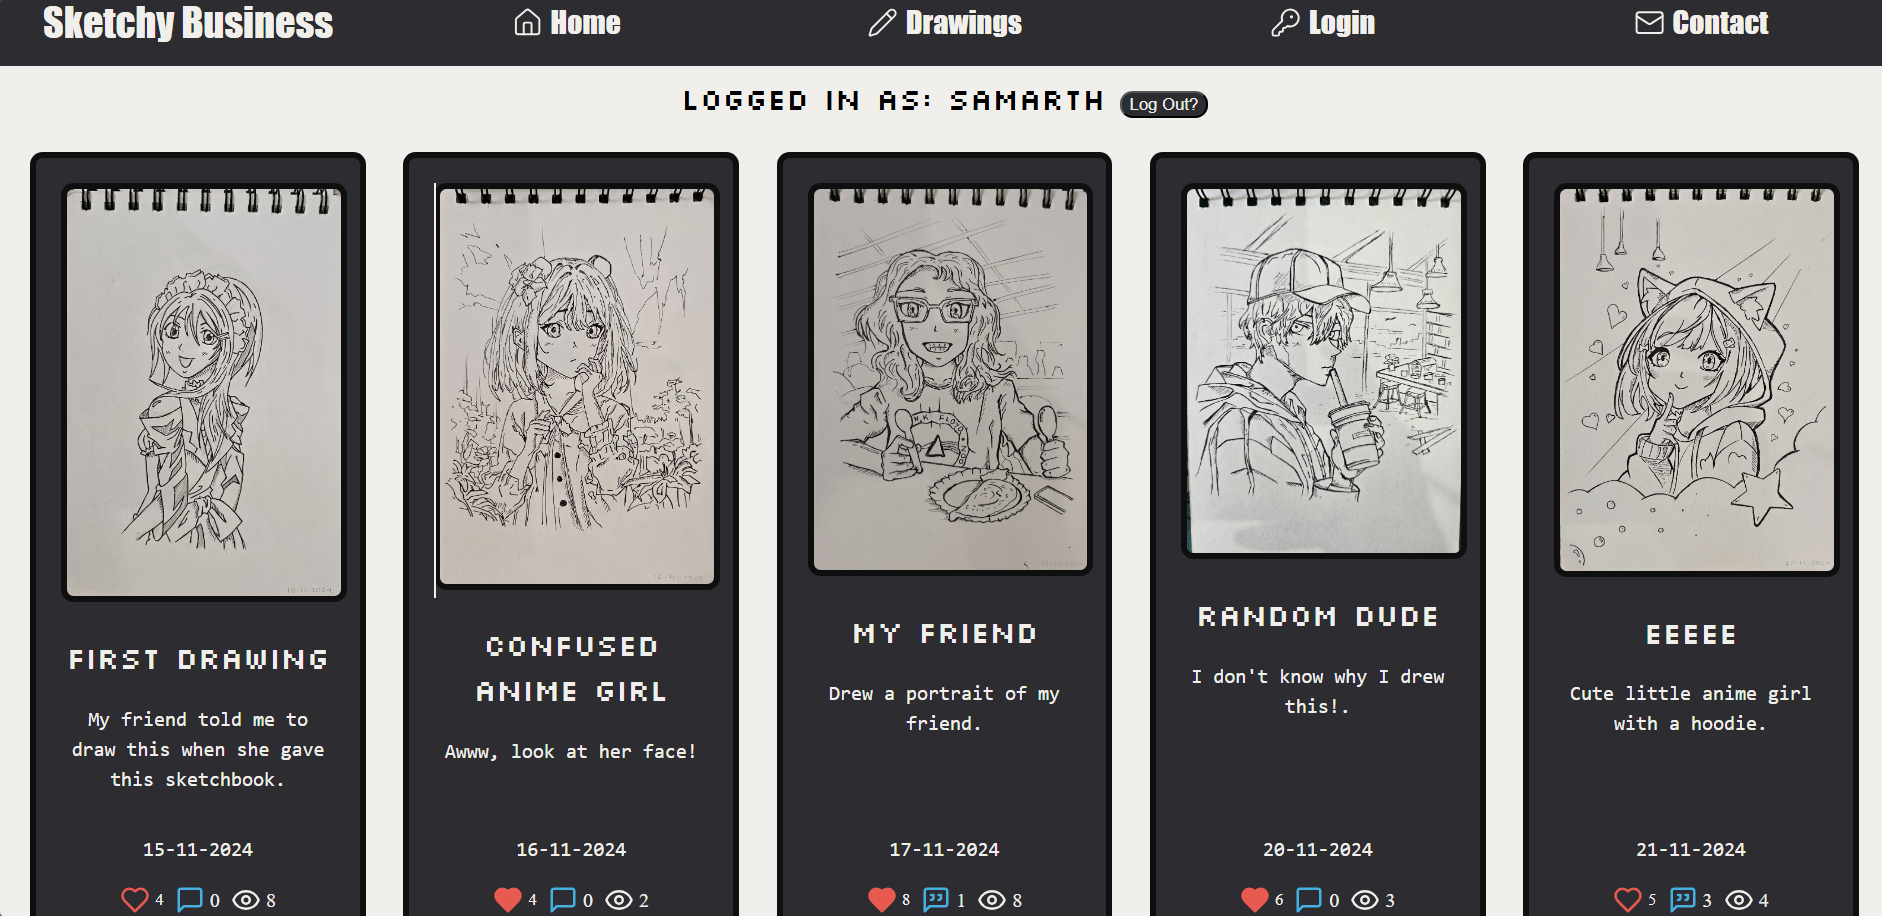 Sketchy Business
Home
Drawings
Login
Contact
LOGGED IN AS: SAMARTH
Log Out?
15-11-2024
FIRST DRAWING
My friend told me to
draw this when she gave
this sketchbook.
15-11-2024
4 0 8
CONFUSED
ANIME GIRL
Awww, look at her face!
16-11-2024
4 0 2
MY FRIEND
Drew a portrait of my
friend.
17-11-2024
8 1 8
RANDOM DUDE
I don't know why I drew
this!.
20-11-2024
6 0 3
EEEEE
Cute little anime girl
with a hoodie.
21-11-2024
5 3 4